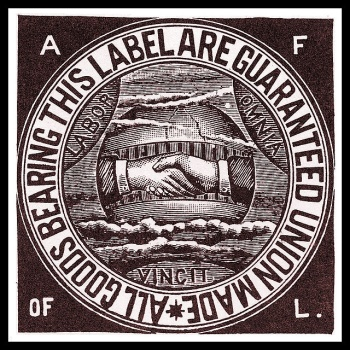 A F
OF L.
ALL GOODS BEARING THIS LABEL ARE GUARANTEED UNION MADE
LABOR
OMNIA
VINCIT